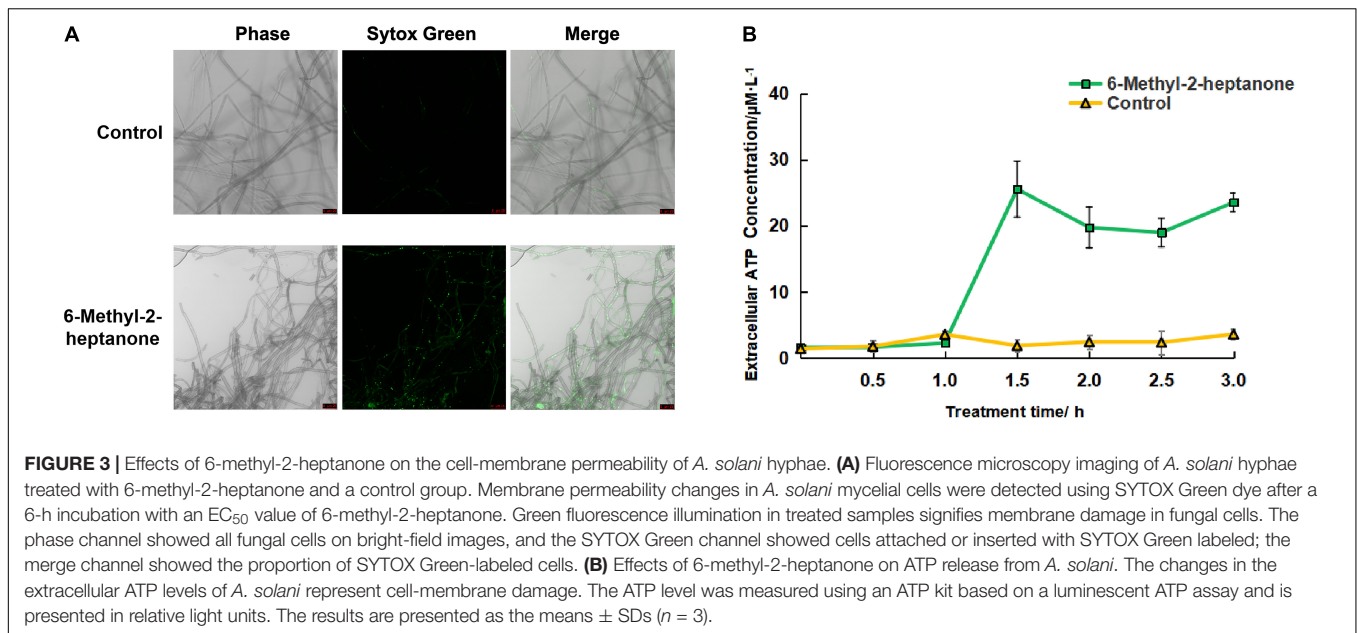 A
Phase Sytox Green Merge
Control
6-Methyl-2-
heptanone
B
6-Methyl-2-heptanone
Control
Extracellular ATP Concentration/µM·L⁻¹
40
30
20
10
0
0.5 1.0 1.5 2.0 2.5 3.0
Treatment time/ h
FIGURE 3 | Effects of 6-methyl-2-heptanone on the cell-membrane permeability of A. solani hyphae. (A) Fluorescence microscopy imaging of A. solani hyphae
treated with 6-methyl-2-heptanone and a control group. Membrane permeability changes in A. solani mycelial cells were detected using SYTOX Green dye after a
6-h incubation with an EC₅₀ value of 6-methyl-2-heptanone. Green fluorescence illumination in treated samples signifies membrane damage in fungal cells. The
phase channel showed all fungal cells on bright-field images, and the SYTOX Green channel showed cells attached or inserted with SYTOX Green labeled; the
merge channel showed the proportion of SYTOX Green-labeled cells. (B) Effects of 6-methyl-2-heptanone on ATP release from A. solani. The changes in the
extracellular ATP levels of A. solani represent cell-membrane damage. The ATP level was measured using an ATP kit based on a luminescent ATP assay and is
presented in relative light units. The results are presented as the means ± SDs (n = 3).